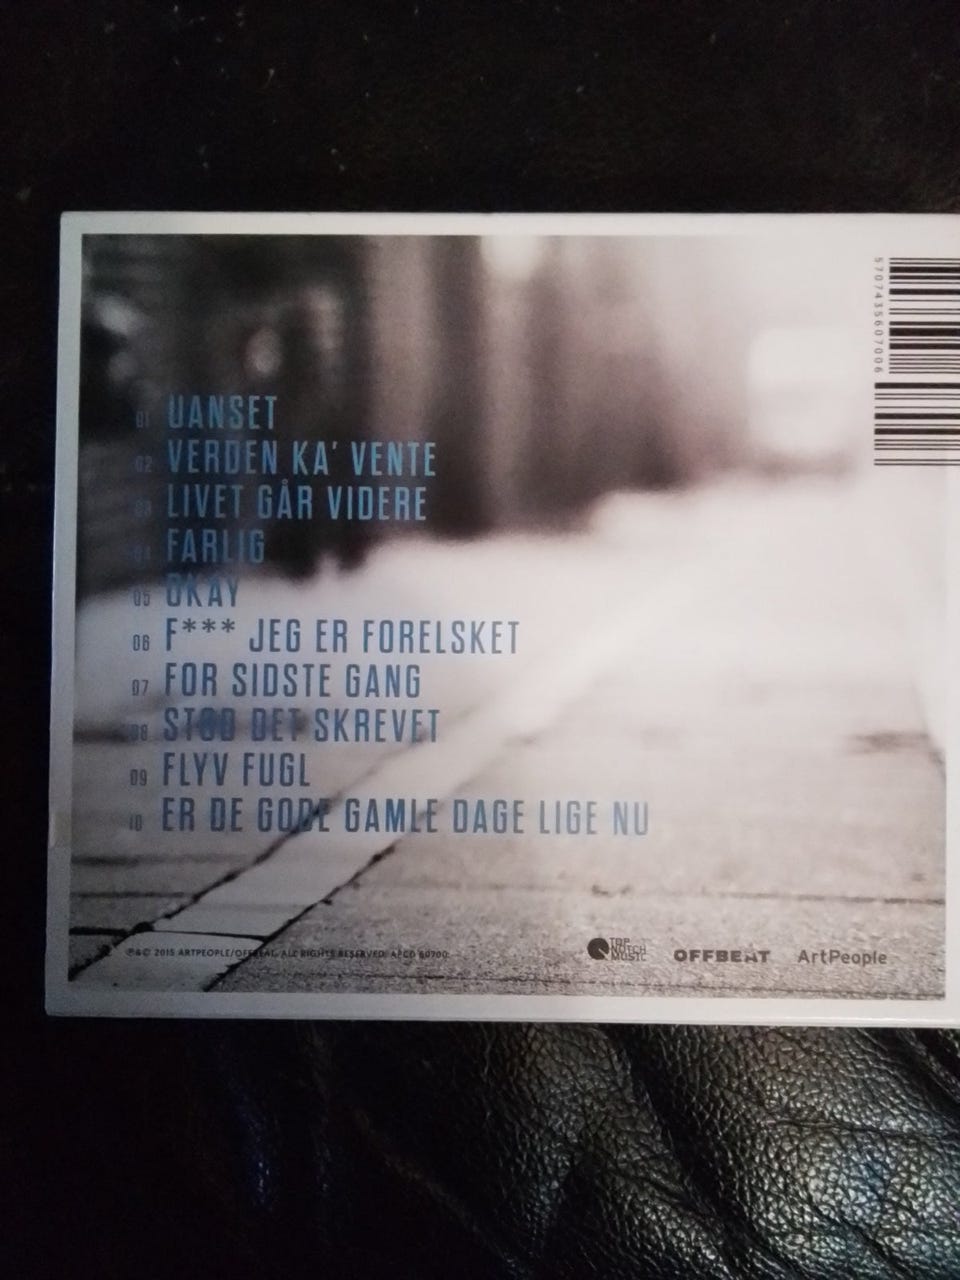 01 UANSET
02 VERDEN KA' VENTE
03 LIVET GÅR VIDERE
04 FARLIG
05 OKAY
06 F*** JEG ER FORELSKET
07 FOR SIDSTE GANG
08 STOD DET SKREVET
09 FLYV FUGL
10 ER DE GODE GAMLE DAGE LIGE NU
5707435607006
℗&© 2015 ARTPEOPLE/OFFBEAT. ALL RIGHTS RESERVED. APCD 60700.
TOP NOTCH MUSIC
OFFBEAT
ArtPeople